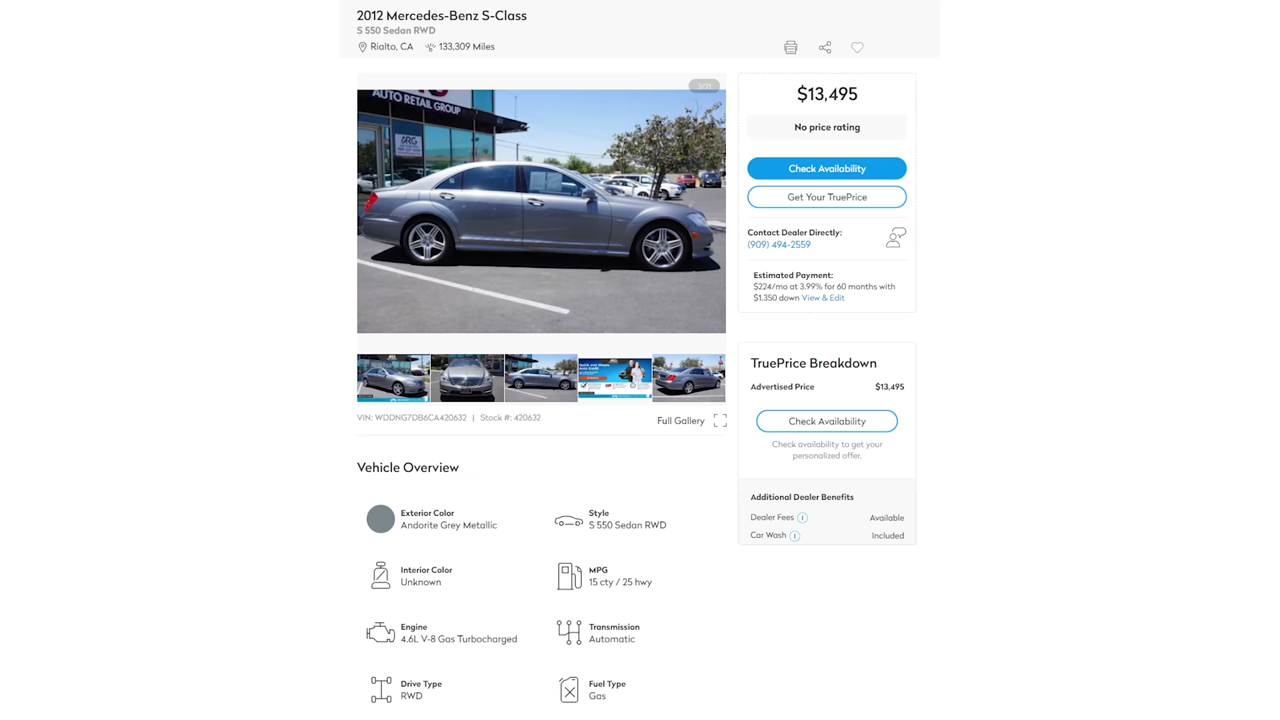 2012 Mercedes-Benz S-Class
S 550 Sedan RWD
Rialto, CA
133,309 Miles
AUTO RETAIL GROUP
$13,495
No price rating
Check Availability
Get Your TruePrice
Contact Dealer Directly:
(909) 494-2559
Estimated Payment:
$224/mo at 3.99% for 60 months with
$1,350 down View & Edit
VIN: WDDNG7DB6CA420632 | Stock #: 420632
Full Gallery
TruePrice Breakdown
Advertised Price $13,495
Check Availability
Check availability to get your
personalized offer.
Additional Dealer Benefits
Dealer Fees Available
Car Wash Included
Vehicle Overview
Exterior Color
Andorite Grey Metallic
Style
S 550 Sedan RWD
Interior Color
Unknown
MPG
15 cty / 25 hwy
Engine
4.6L V-8 Gas Turbocharged
Transmission
Automatic
Drive Type
RWD
Fuel Type
Gas